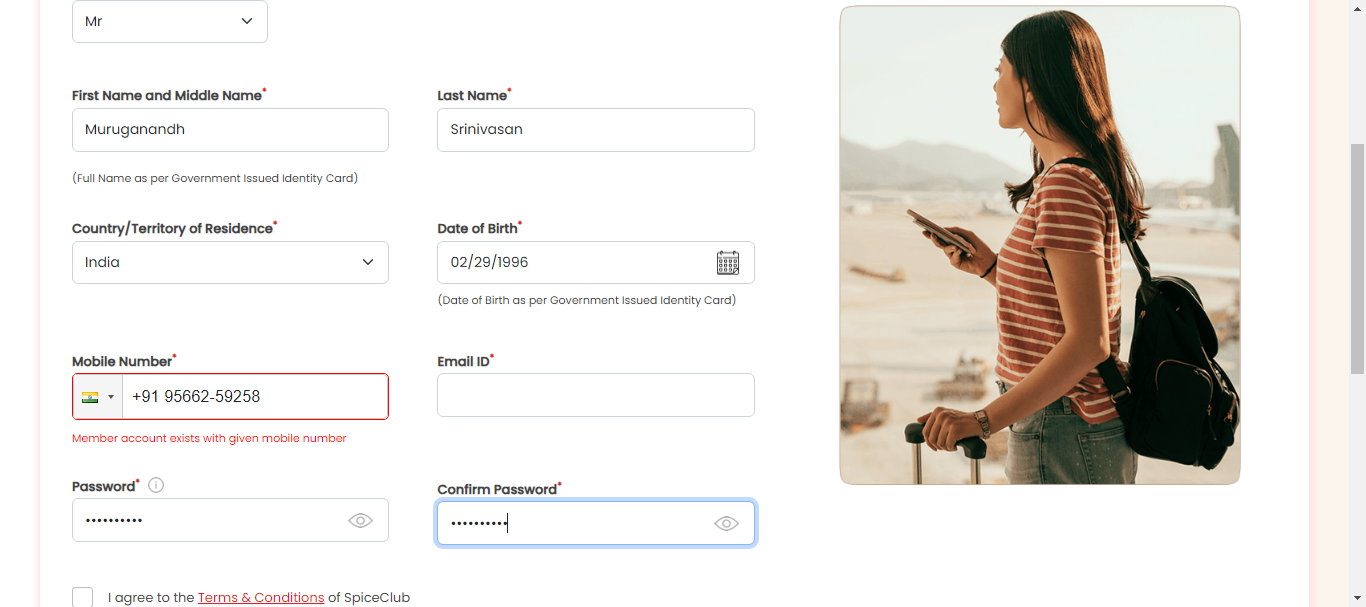 Mr
First Name and Middle Name*
Last Name*
Muruganandh
Srinivasan
(Full Name as per Government Issued Identity Card)
Country/Territory of Residence*
Date of Birth*
India
02/29/1996
(Date of Birth as per Government Issued Identity Card)
Mobile Number*
Email ID*
+91 95662-59258
Member account exists with given mobile number
Password*
Confirm Password*
••••••••••
••••••••••
I agree to the Terms & Conditions of SpiceClub